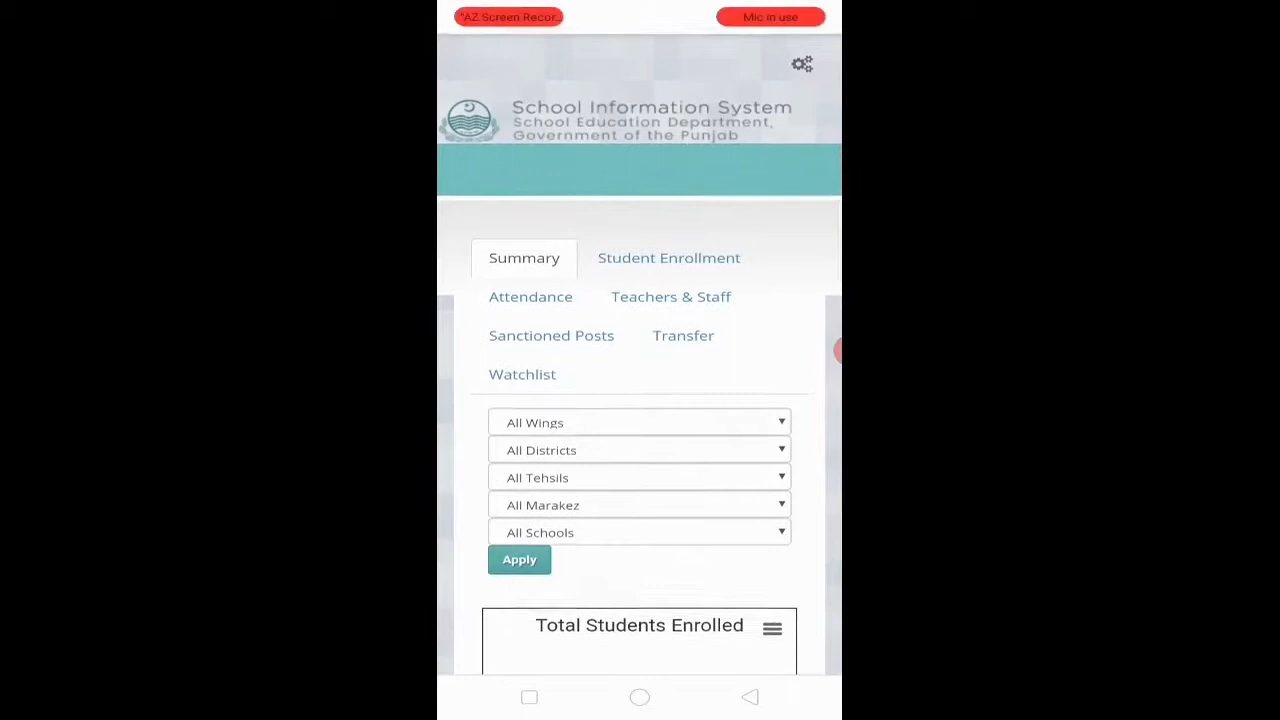 "AZ Screen Recor...
Mic in use
School Information System
School Education Department,
Government of the Punjab
Summary
Student Enrollment
Attendance
Teachers & Staff
Sanctioned Posts
Transfer
Watchlist
All Wings
All Districts
All Tehsils
All Marakez
All Schools
Apply
Total Students Enrolled